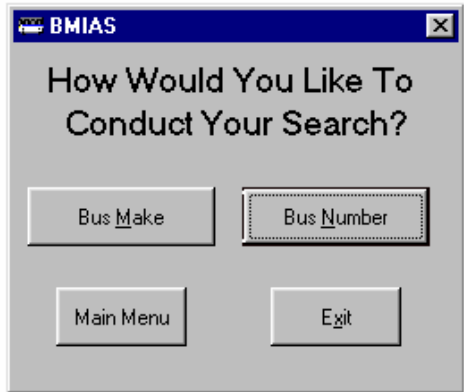 BMIAS
How Would You Like To
Conduct Your Search?
Bus Make
Bus Number
Main Menu
Exit